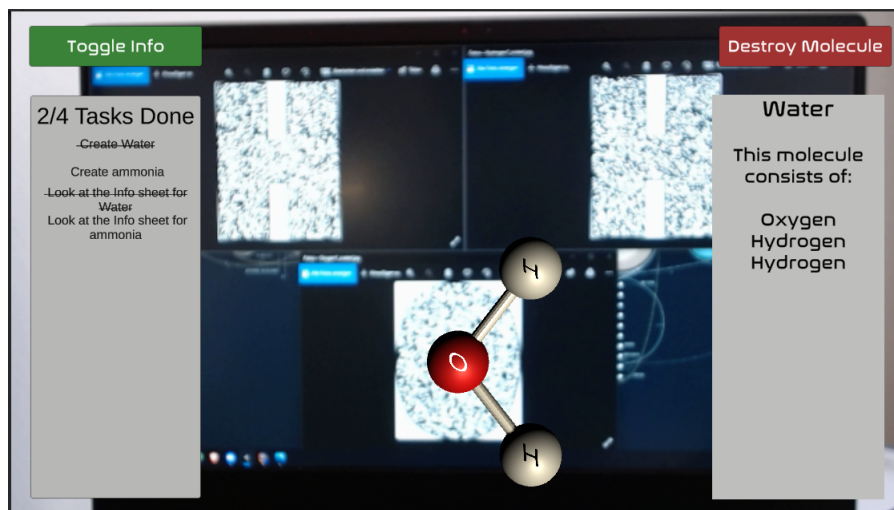 Toggle Info
Destroy Molecule
2/4 Tasks Done
Create Water
Create ammonia
Look at the Info sheet for
Water
Look at the Info sheet for
ammonia
Water
This molecule
consists of:
Oxygen
Hydrogen
Hydrogen
H
O
H